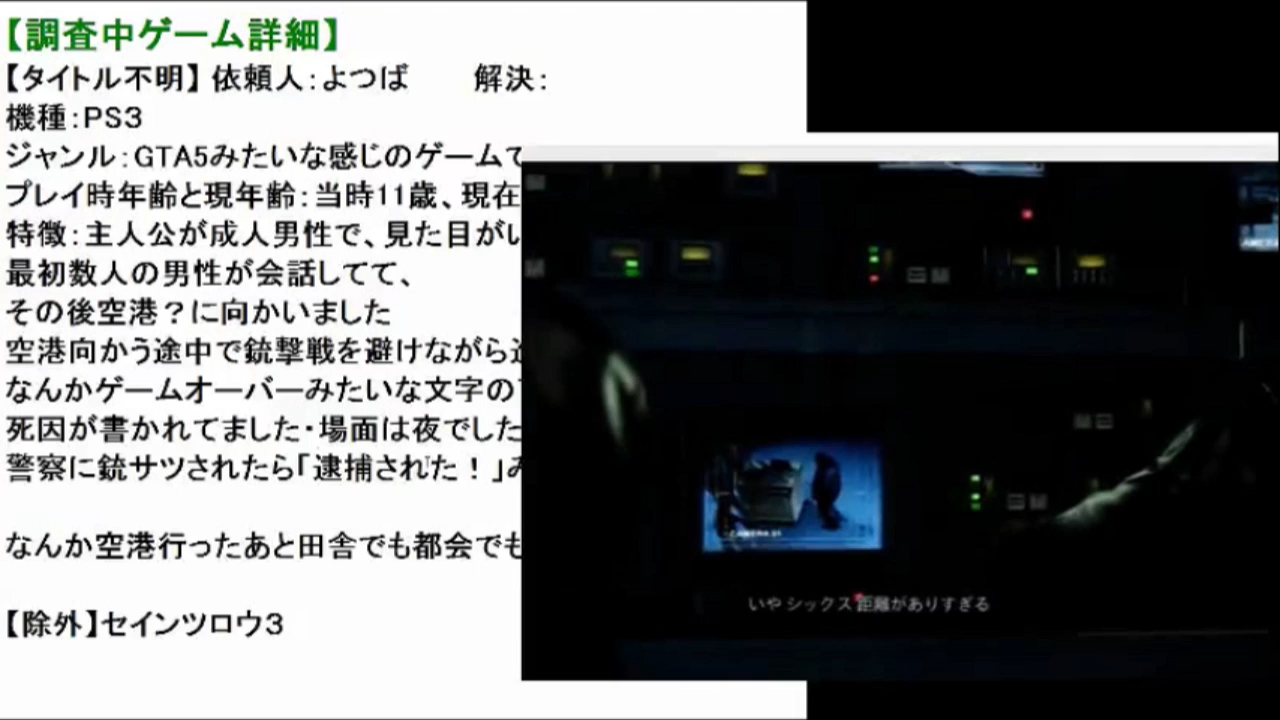 【調査中ゲーム詳細】
【タイトル不明】 依頼人：よつば　　解決：
機種：PS3
ジャンル：GTA5みたいな感じのゲームで
プレイ時年齢と現年齢：当時11歳、現在
特徴：主人公が成人男性で、見た目がい
最初数人の男性が会話してて、
その後空港？に向かいました
空港向かう途中で銃撃戦を避けながら
なんかゲームオーバーみたいな文字の
死因が書かれてました・場面は夜でした
警察に銃サツされたら「逮捕された！」み
なんか空港行ったあと田舎でも都会でも
【除外】セインツロウ3
いや シックス 距離がありすぎる